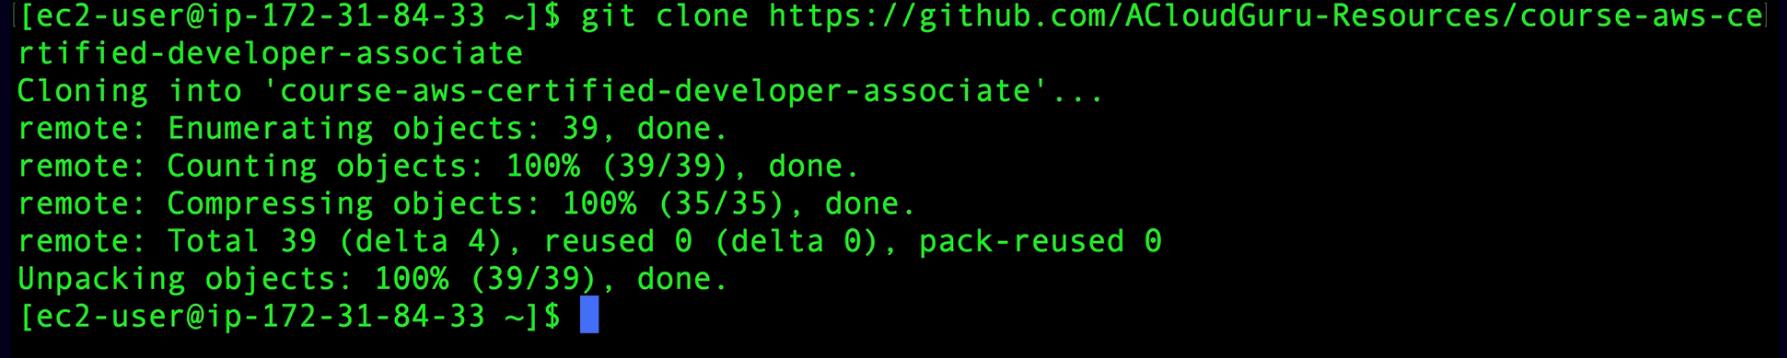 [ec2-user@ip-172-31-84-33 ~]$ git clone https://github.com/ACloudGuru-Resources/course-aws-ce
rtified-developer-associate
Cloning into 'course-aws-certified-developer-associate'...
remote: Enumerating objects: 39, done.
remote: Counting objects: 100% (39/39), done.
remote: Compressing objects: 100% (35/35), done.
remote: Total 39 (delta 4), reused 0 (delta 0), pack-reused 0
Unpacking objects: 100% (39/39), done.
[ec2-user@ip-172-31-84-33 ~]$